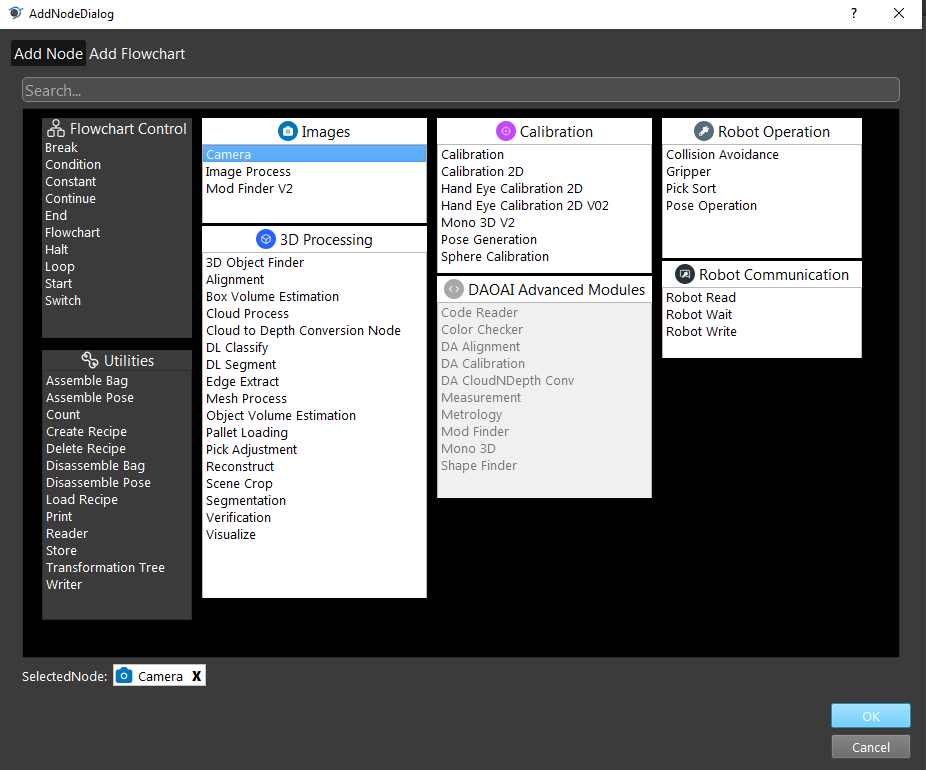 AddNodeDialog
?
Add Node Add Flowchart
Search...
Flowchart Control
Break
Condition
Constant
Continue
End
Flowchart
Halt
Loop
Start
Switch
Utilities
Assemble Bag
Assemble Pose
Count
Create Recipe
Delete Recipe
Disassemble Bag
Disassemble Pose
Load Recipe
Print
Reader
Store
Transformation Tree
Writer
Images
Camera
Image Process
Mod Finder V2
3D Processing
3D Object Finder
Alignment
Box Volume Estimation
Cloud Process
Cloud to Depth Conversion Node
DL Classify
DL Segment
Edge Extract
Mesh Process
Object Volume Estimation
Pallet Loading
Pick Adjustment
Reconstruct
Scene Crop
Segmentation
Verification
Visualize
Calibration
Calibration
Calibration 2D
Hand Eye Calibration 2D
Hand Eye Calibration 2D V02
Mono 3D V2
Pose Generation
Sphere Calibration
DAOAI Advanced Modules
Code Reader
Color Checker
DA Alignment
DA Calibration
DA CloudNDepth Conv
Measurement
Metrology
Mod Finder
Mono 3D
Shape Finder
Robot Operation
Collision Avoidance
Gripper
Pick Sort
Pose Operation
Robot Communication
Robot Read
Robot Wait
Robot Write
SelectedNode: Camera X
OK
Cancel